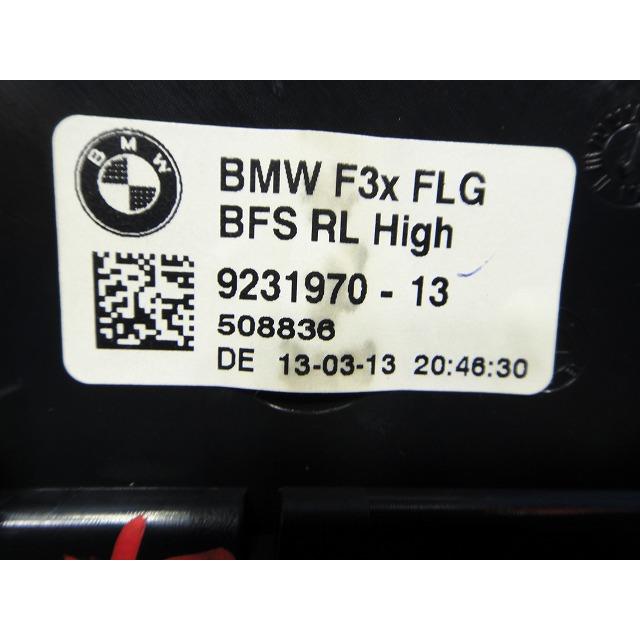 BMW
BMW F3x FLG
BFS RL High
9231970 - 13
508836
DE 13-03-13 20:46:30